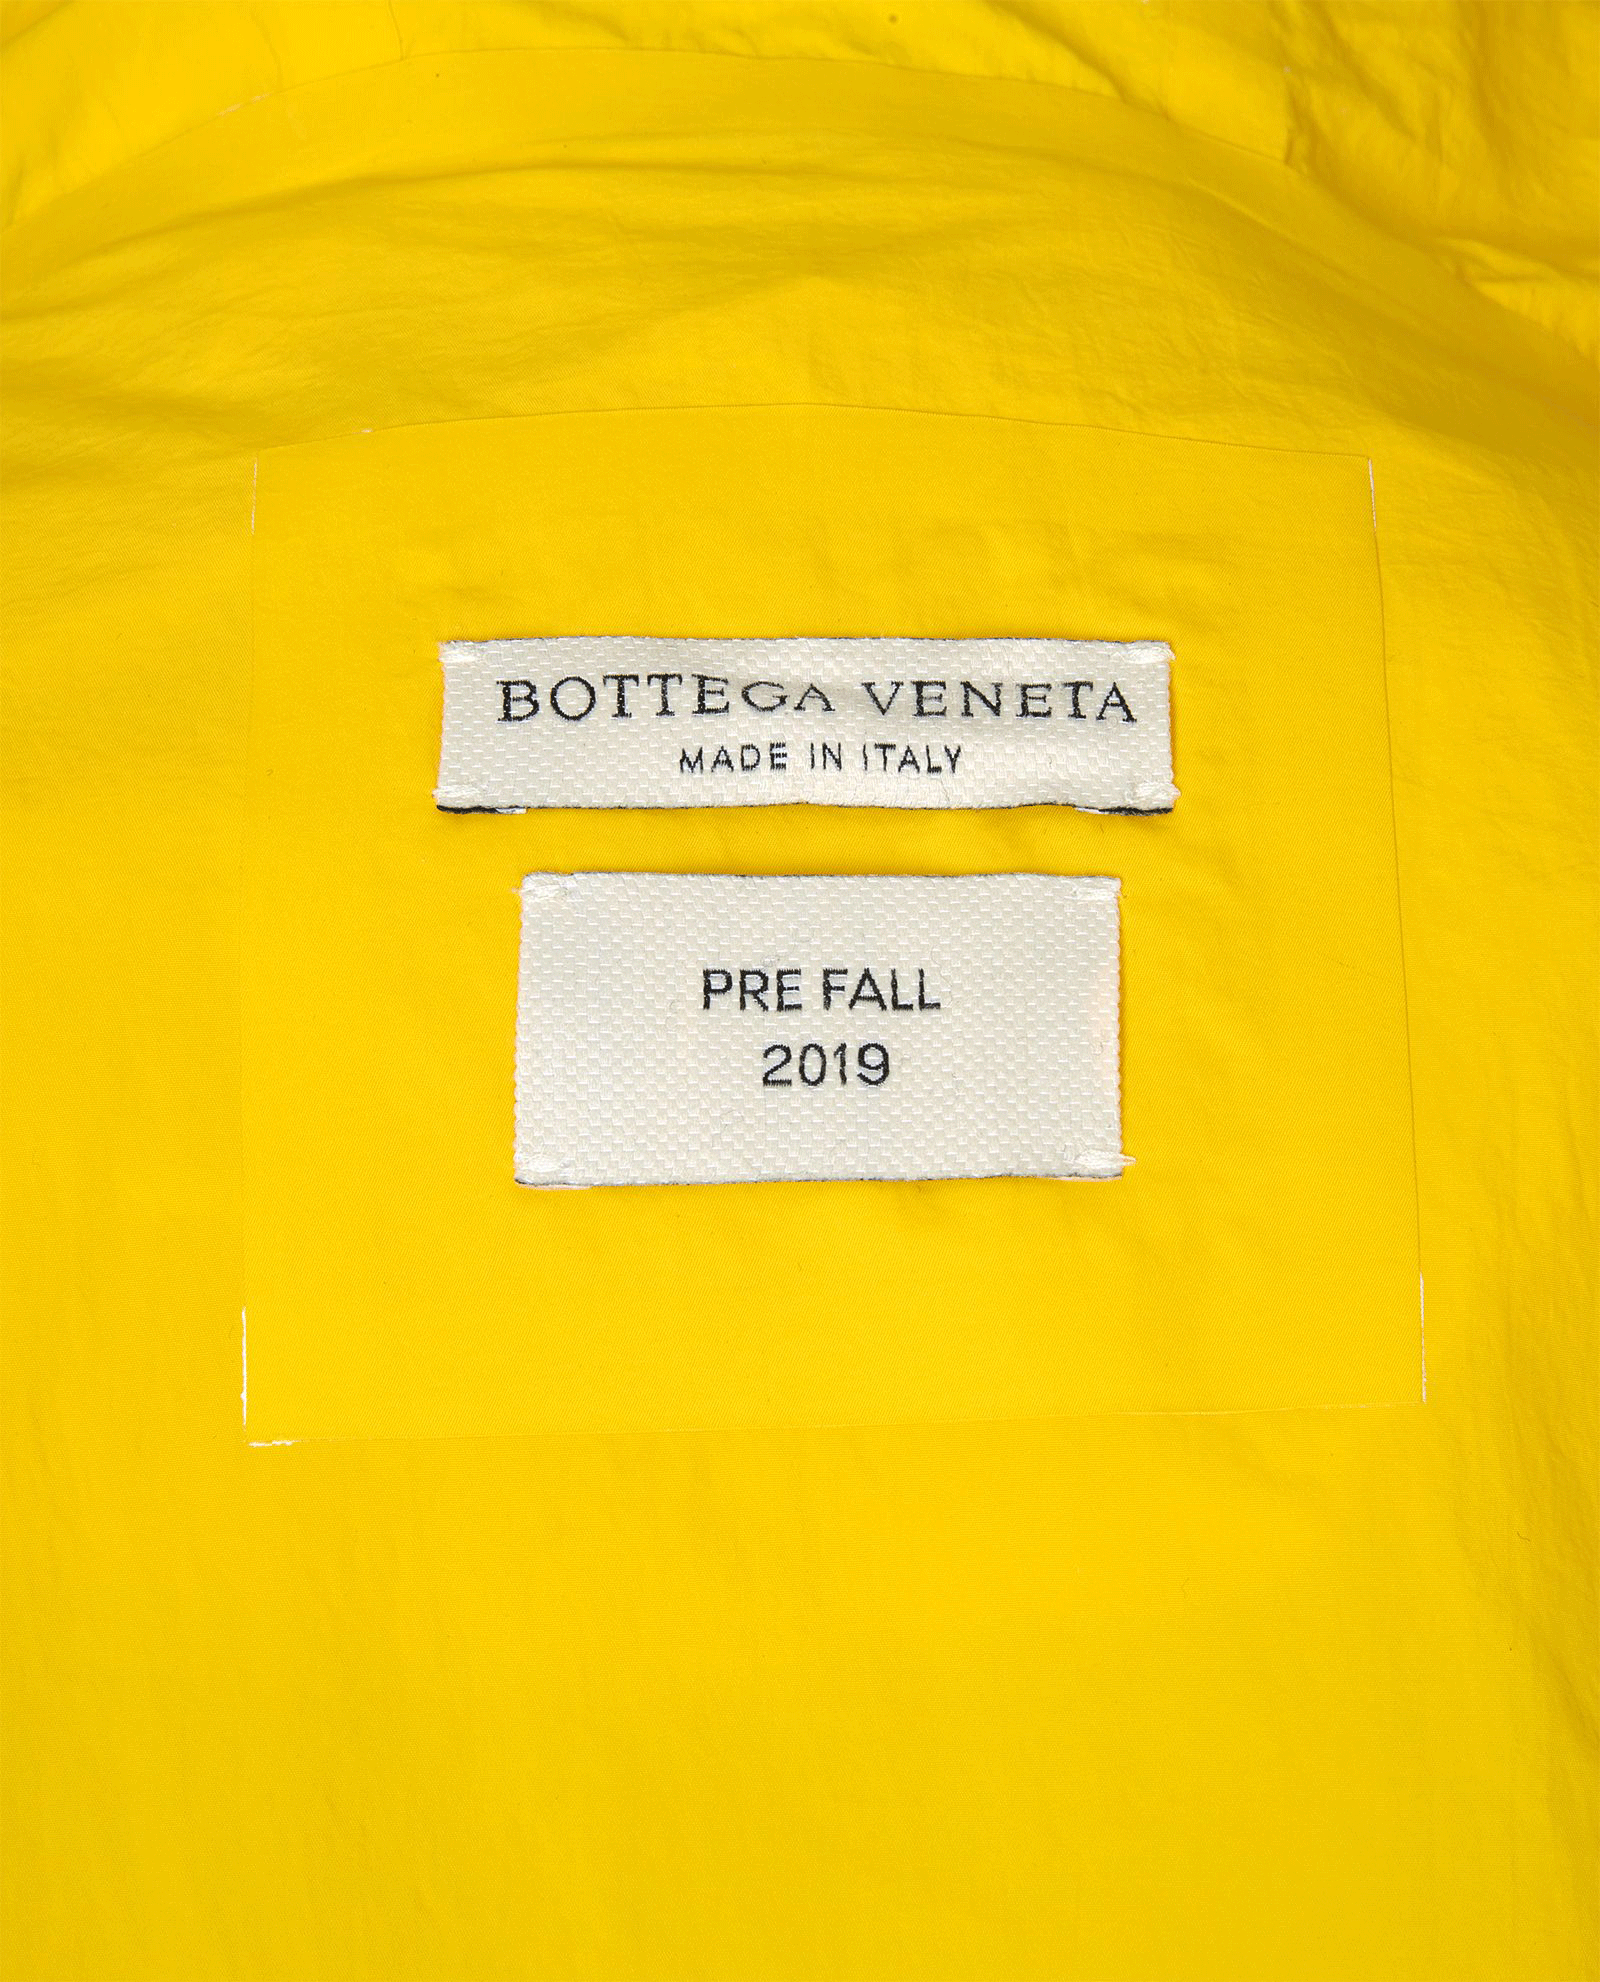 BOTTEGA VENETA
MADE IN ITALY
PRE FALL
2019